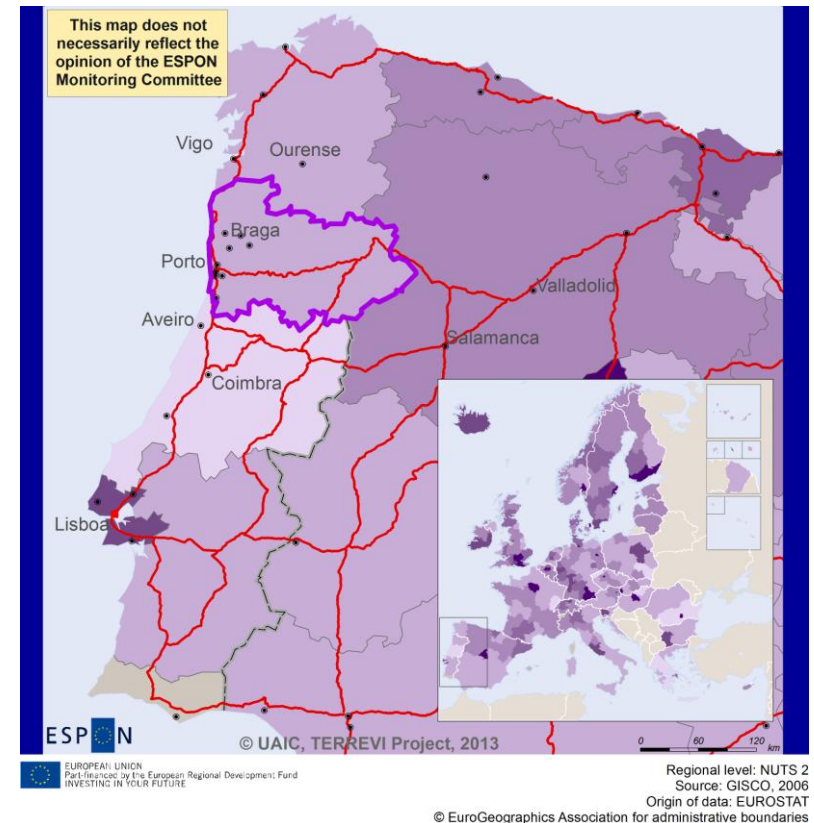 This map does not
necessarily reflect the
opinion of the ESPON
Monitoring Committee
Vigo
Ourense
Braga
Porto
Aveiro
Valladolid
Salamanca
Coimbra
Lisboa
ESPON
© UAIC, TERREVI Project, 2013
0 60 120
km
EUROPEAN UNION
Part-financed by the European Regional Development Fund
INVESTING IN YOUR FUTURE
Regional level: NUTS 2
Source: GISCO, 2006
Origin of data: EUROSTAT
© EuroGeographics Association for administrative boundaries